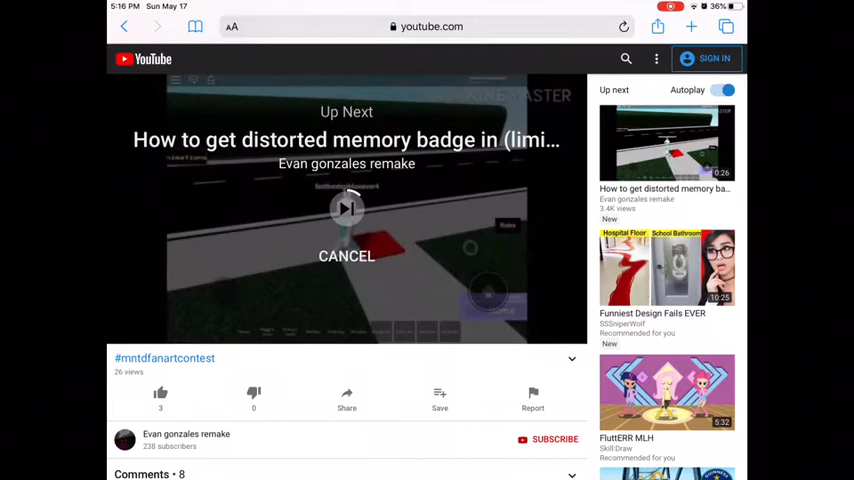 5:16 PM Sun May 17
36%
AA
youtube.com
YouTube
SIGN IN
Up next
Autoplay
KINEMASTER
Up Next
How to get distorted memory badge in (limi...
Evan gonzales remake
CANCEL
Rules
0:26
How to get distorted memory ba...
Evan gonzales remake
3.4K views
New
Hospital Floor
School Bathroom
10:25
Funniest Design Fails EVER
SSSniperWolf
Recommended for you
New
5:32
FluttERR MLH
Skill:Draw
Recommended for you
#mntdfanartcontest
26 views
3
0
Share
Save
Report
Evan gonzales remake
238 subscribers
SUBSCRIBE
Comments • 8